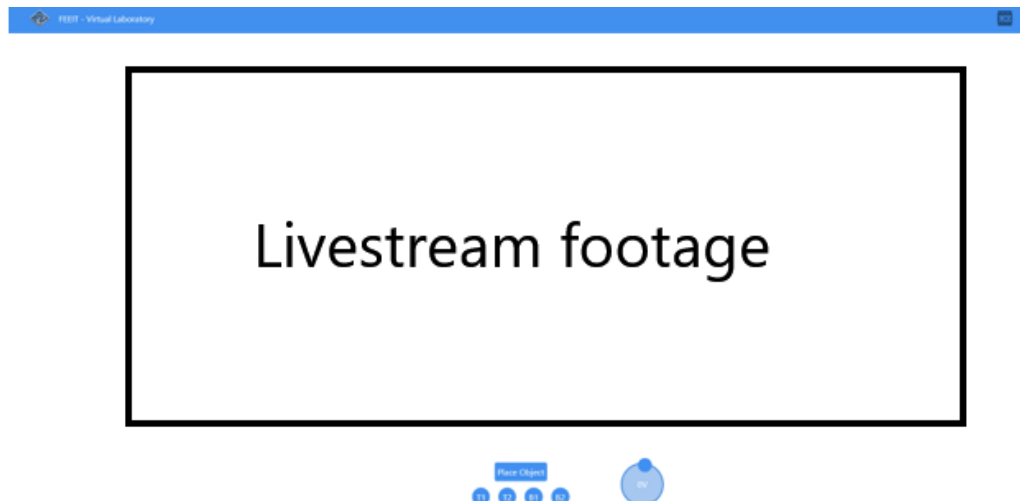 FEEIT - Virtual Laboratory
Livestream footage
Place Object
T1 T2 B1 B2
0V